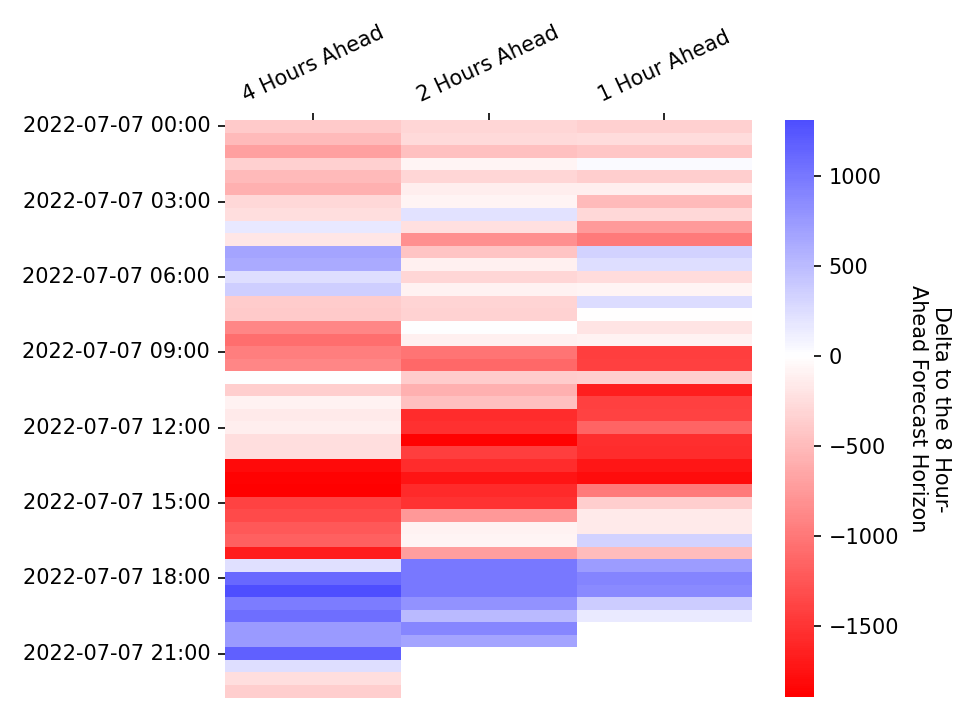 4 Hours Ahead
2 Hours Ahead
1 Hour Ahead
2022-07-07 00:00
2022-07-07 03:00
2022-07-07 06:00
2022-07-07 09:00
2022-07-07 12:00
2022-07-07 15:00
2022-07-07 18:00
2022-07-07 21:00
1000
500
0
−500
−1000
−1500
Delta to the 8 Hour-
Ahead Forecast Horizon